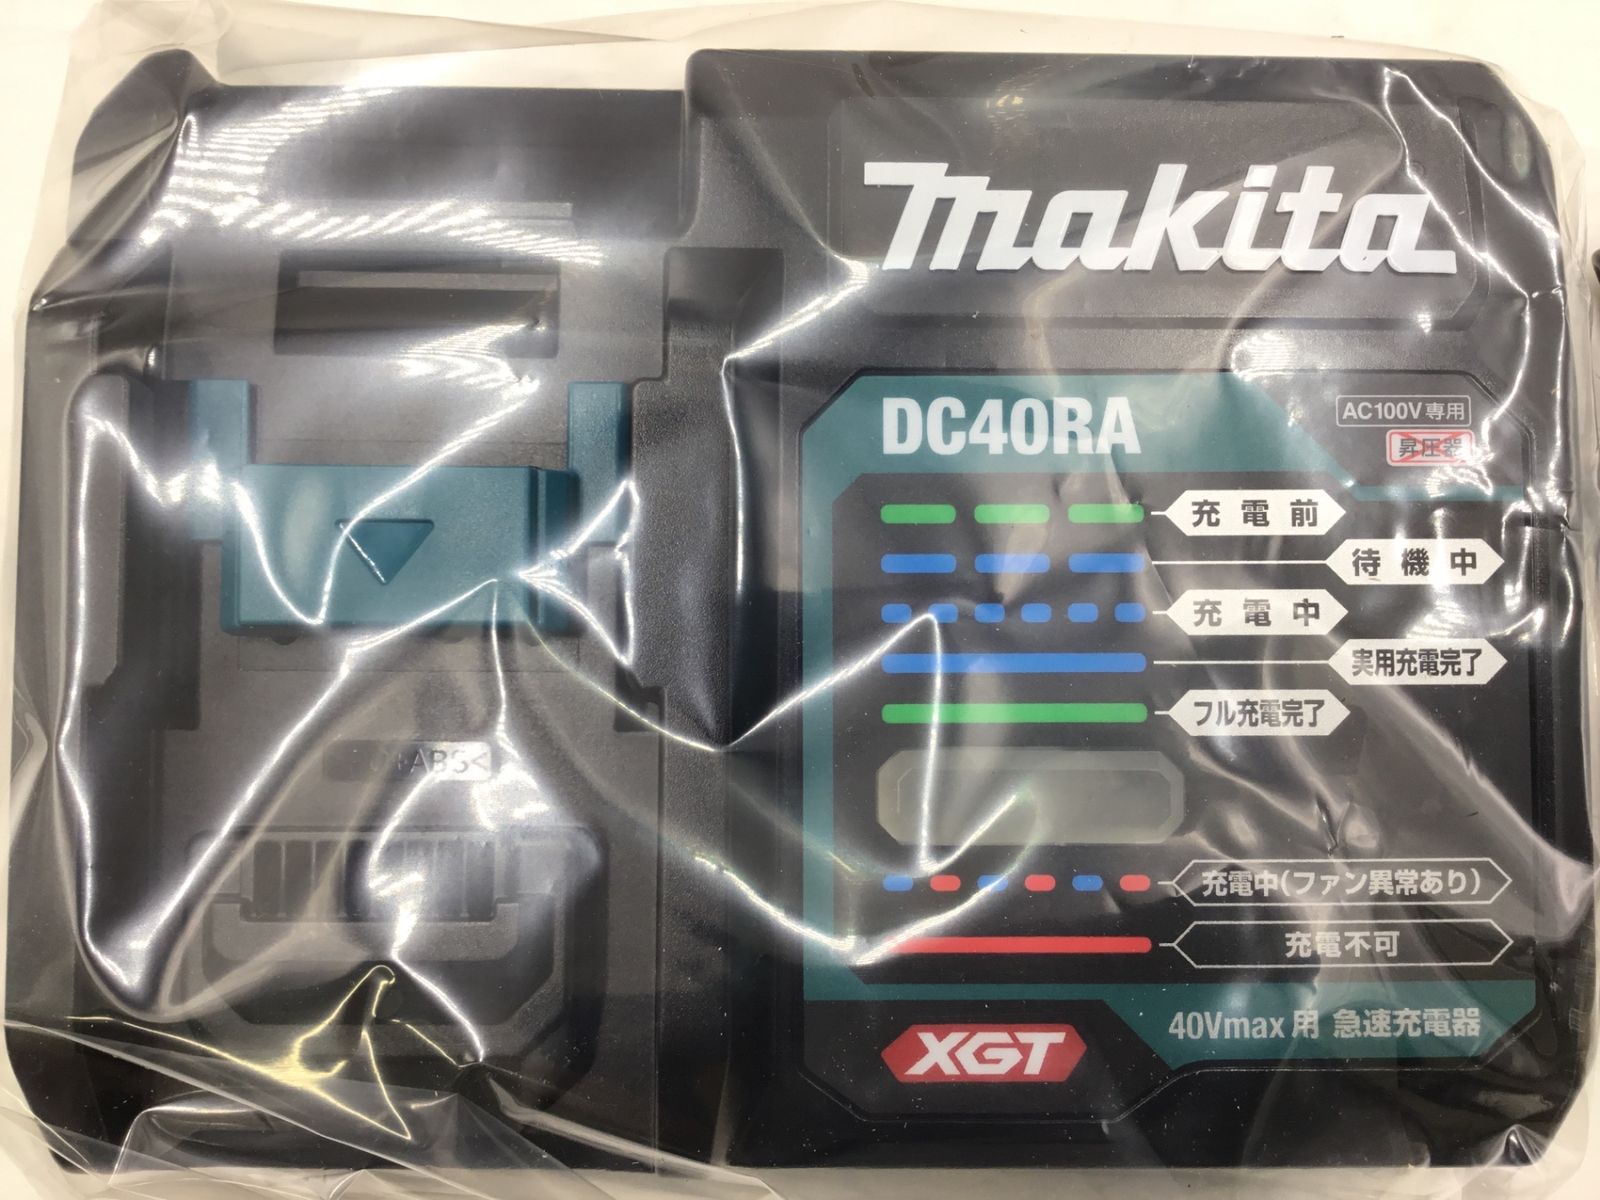 makita
DC40RA
AC100V専用
昇圧器
充電前
待機中
充電中
実用充電完了
フル充電完了
ABS<
充電中(ファン異常あり)
充電不可
XGT
40Vmax用 急速充電器